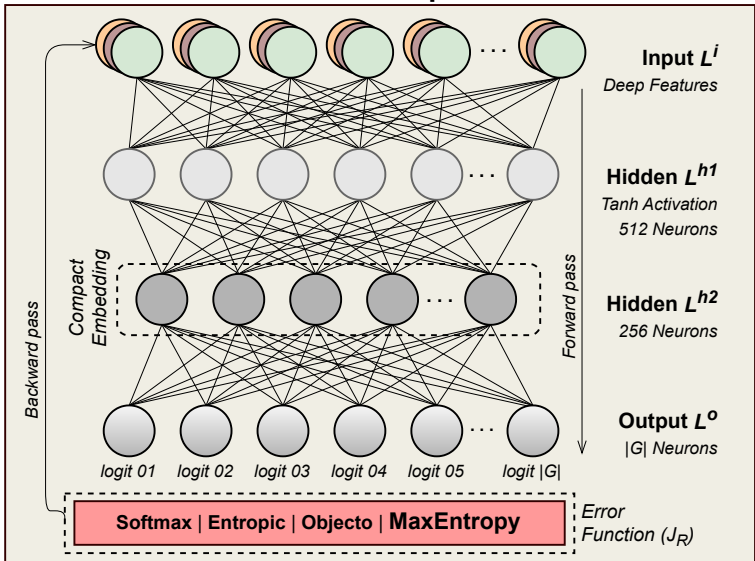 Input L^i
Deep Features
Hidden L^h1
Tanh Activation
512 Neurons
Compact
Embedding
Hidden L^h2
256 Neurons
Backward pass
Forward pass
Output L^o
|G| Neurons
logit 01 logit 02 logit 03 logit 04 logit 05 logit |G|
Softmax | Entropic | Objecto | MaxEntropy
Error
Function (J_R)